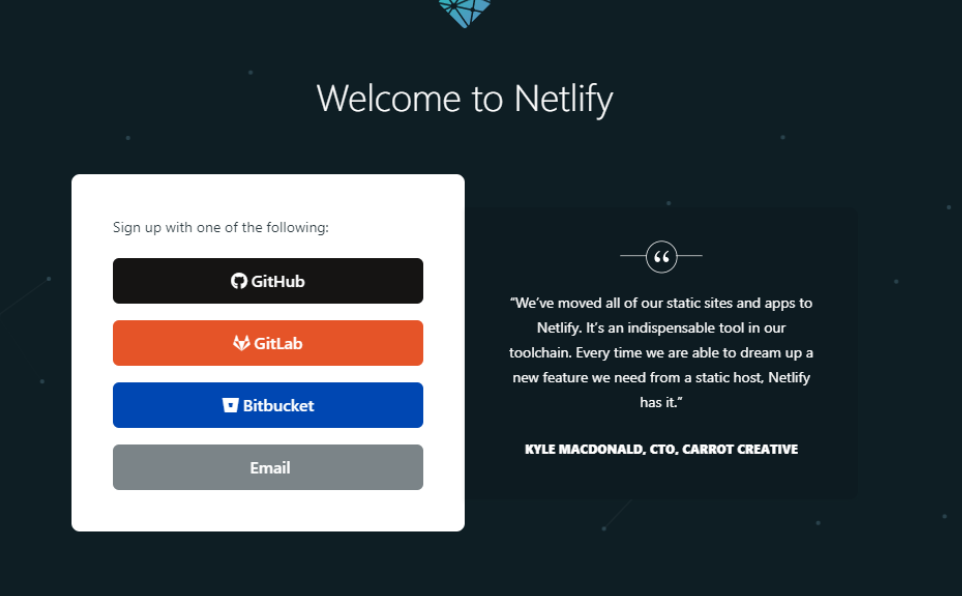 Welcome to Netlify
Sign up with one of the following:
GitHub
GitLab
Bitbucket
Email
“We’ve moved all of our static sites and apps to
Netlify. It’s an indispensable tool in our
toolchain. Every time we are able to dream up a
new feature we need from a static host, Netlify
has it.”
KYLE MACDONALD, CTO, CARROT CREATIVE